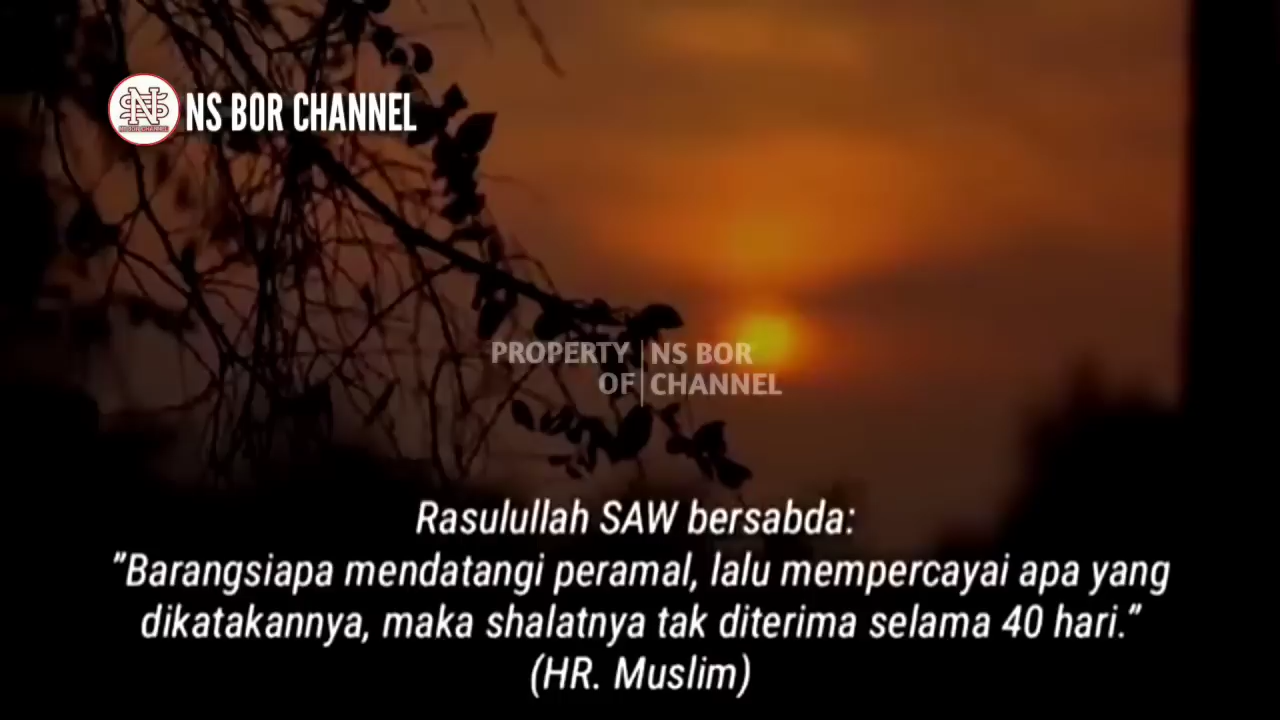 NS BOR CHANNEL
PROPERTY OF
NS BOR CHANNEL
Rasulullah SAW bersabda:
"Barangsiapa mendatangi peramal, lalu mempercayai apa yang
dikatakannya, maka shalatnya tak diterima selama 40 hari."
(HR. Muslim)